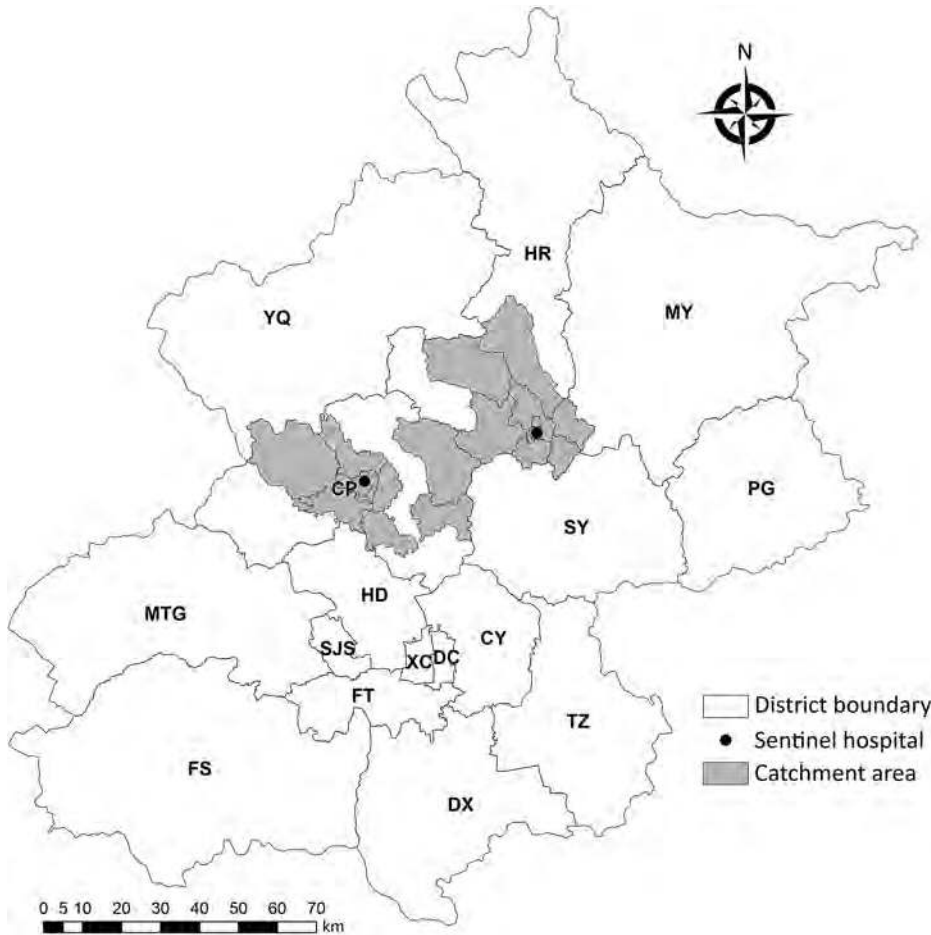 N
HR
MY
YQ
PG
CP
SY
HD
MTG
CY
SJS
XC
DC
FT
TZ
FS
DX
District boundary
Sentinel hospital
Catchment area
0 5 10 20 30 40 50 60 70
km